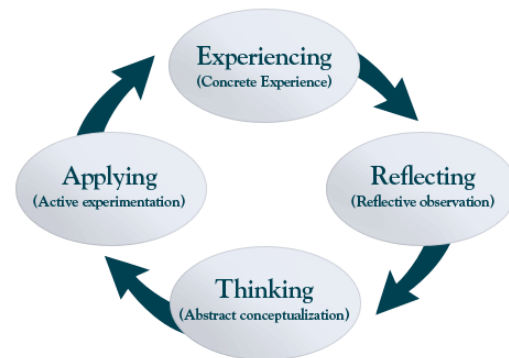 Experiencing
(Concrete Experience)
Reflecting
(Reflective observation)
Thinking
(Abstract conceptualization)
Applying
(Active experimentation)